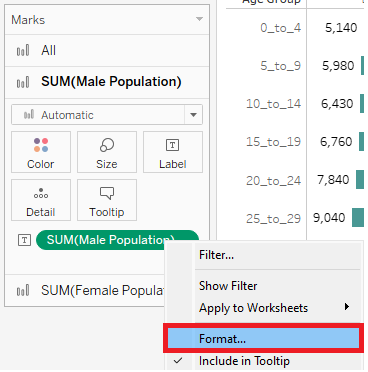 Marks
All
SUM(Male Population)
Automatic
Color
Size
T
Label
Detail
Tooltip
T
SUM(Male Population)
SUM(Female Populat
Age Group
0_to_4 5,140
5_to_9 5,980
10_to_14 6,430
15_to_19 6,760
20_to_24 7,840
25_to_29 9,040
Filter...
Show Filter
Apply to Worksheets
Format...
Include in Tooltip